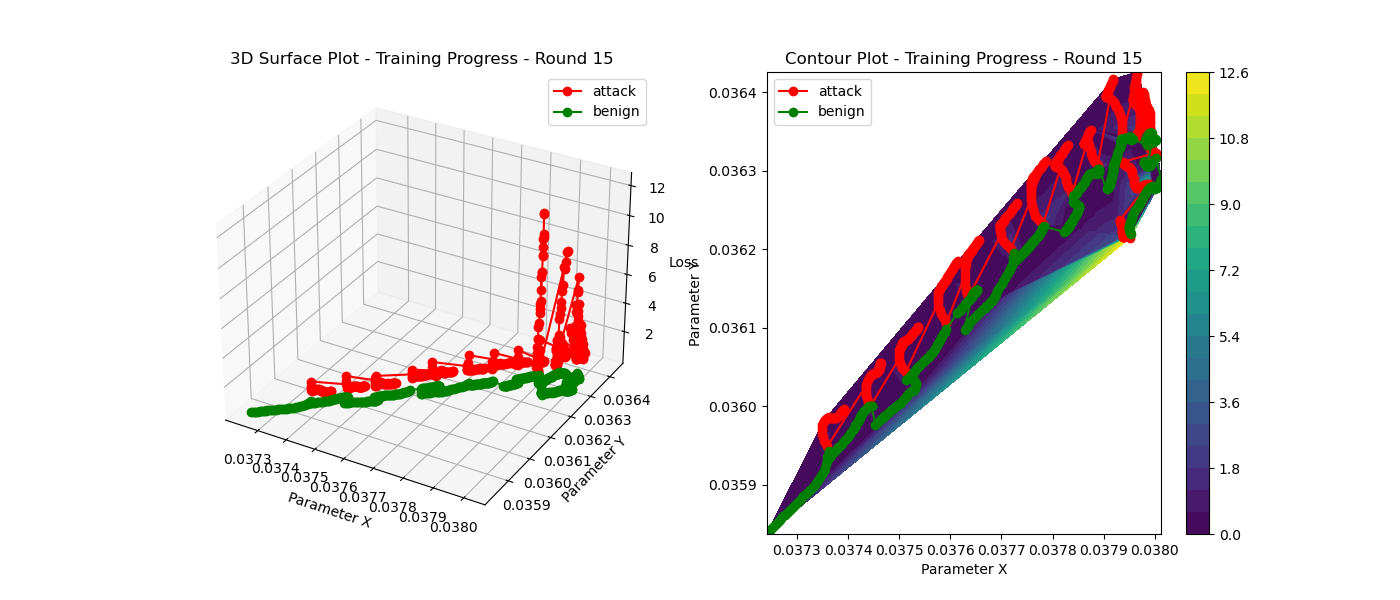 3D Surface Plot - Training Progress - Round 15
attack
benign
12
10
8
6
4
2
Loss
0.0364
0.0363
0.0362
0.0361
0.0360
0.0359
Parameter Y
0.0373
0.0374
0.0375
0.0376
0.0377
0.0378
0.0379
0.0380
Parameter X
Contour Plot - Training Progress - Round 15
attack
benign
0.0364
0.0363
0.0362
0.0361
0.0360
0.0359
Parameter Y
0.0373 0.0374 0.0375 0.0376 0.0377 0.0378 0.0379 0.0380
Parameter X
12.6
10.8
9.0
7.2
5.4
3.6
1.8
0.0